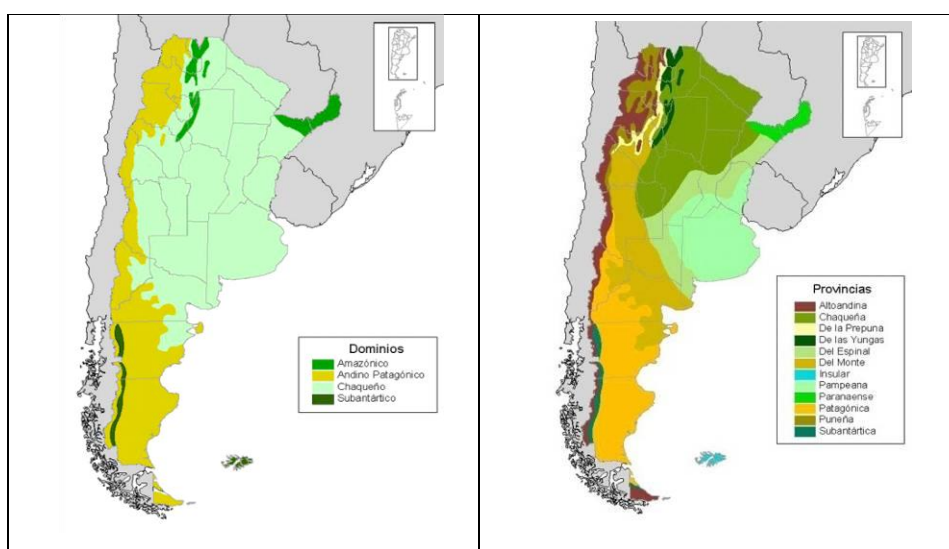 Dominios
Amazónico
Andino Patagónico
Chaqueño
Subantártico
Provincias
Altoandina
Chaqueña
De la Prepuna
De las Yungas
Del Espinal
Del Monte
Insular
Pampeana
Paranaense
Patagónica
Puneña
Subantártica